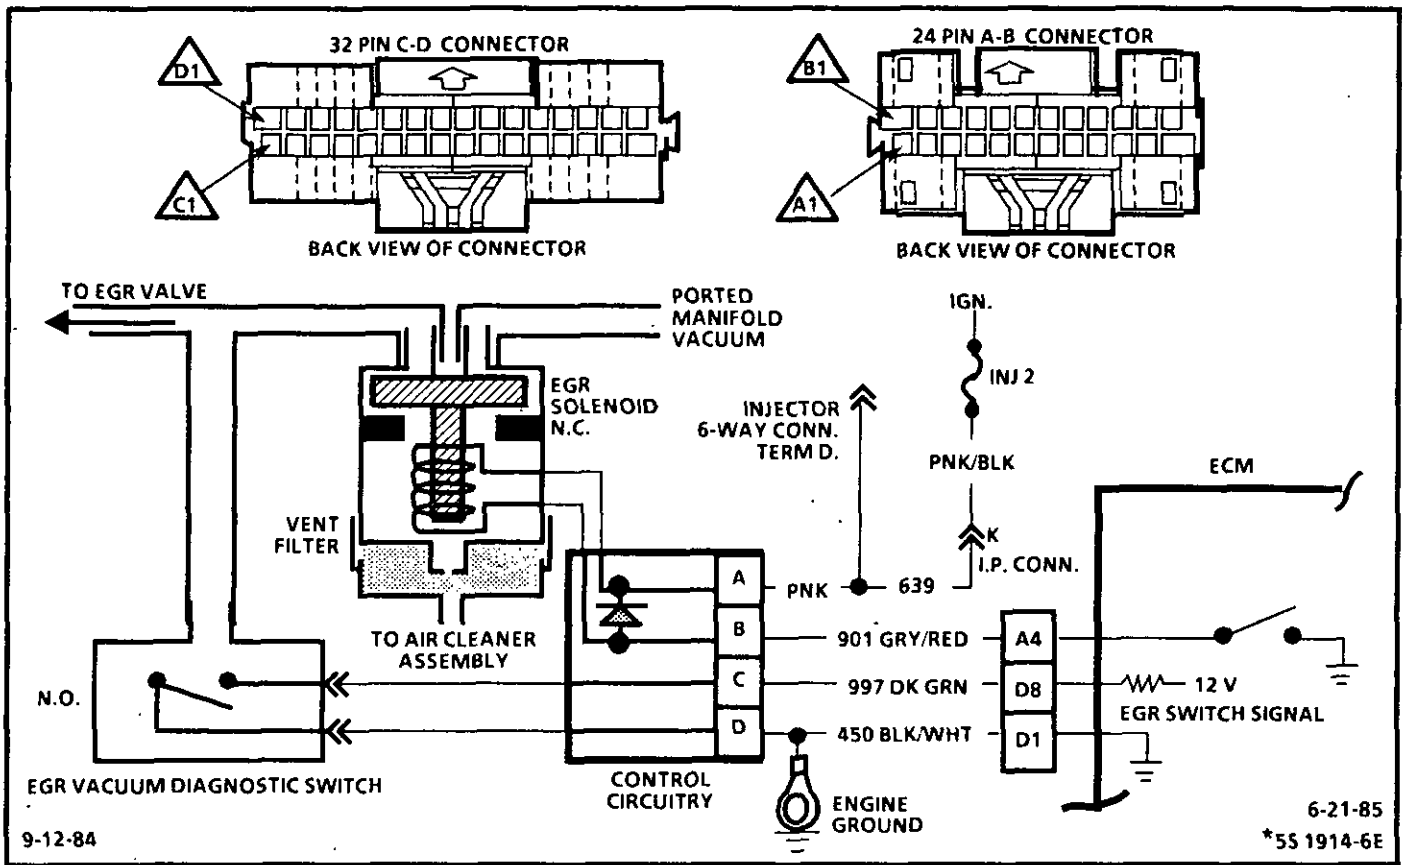 32 PIN C-D CONNECTOR
24 PIN A-B CONNECTOR
D1
B1
C1
A1
BACK VIEW OF CONNECTOR
BACK VIEW OF CONNECTOR
TO EGR VALVE
PORTED
MANIFOLD
VACUUM
IGN.
EGR
SOLENOID
N.C.
INJ 2
INJECTOR
6-WAY CONN.
TERM D.
PNK/BLK
ECM
VENT
FILTER
K
I.P. CONN.
A
PNK
639
TO AIR CLEANER
ASSEMBLY
B
901 GRY/RED
A4
N.O.
C
997 DK GRN
D8
12 V
EGR SWITCH SIGNAL
D
450 BLK/WHT
D1
EGR VACUUM DIAGNOSTIC SWITCH
CONTROL
CIRCUITRY
ENGINE
GROUND
9-12-84
6-21-85
*5S 1914-6E